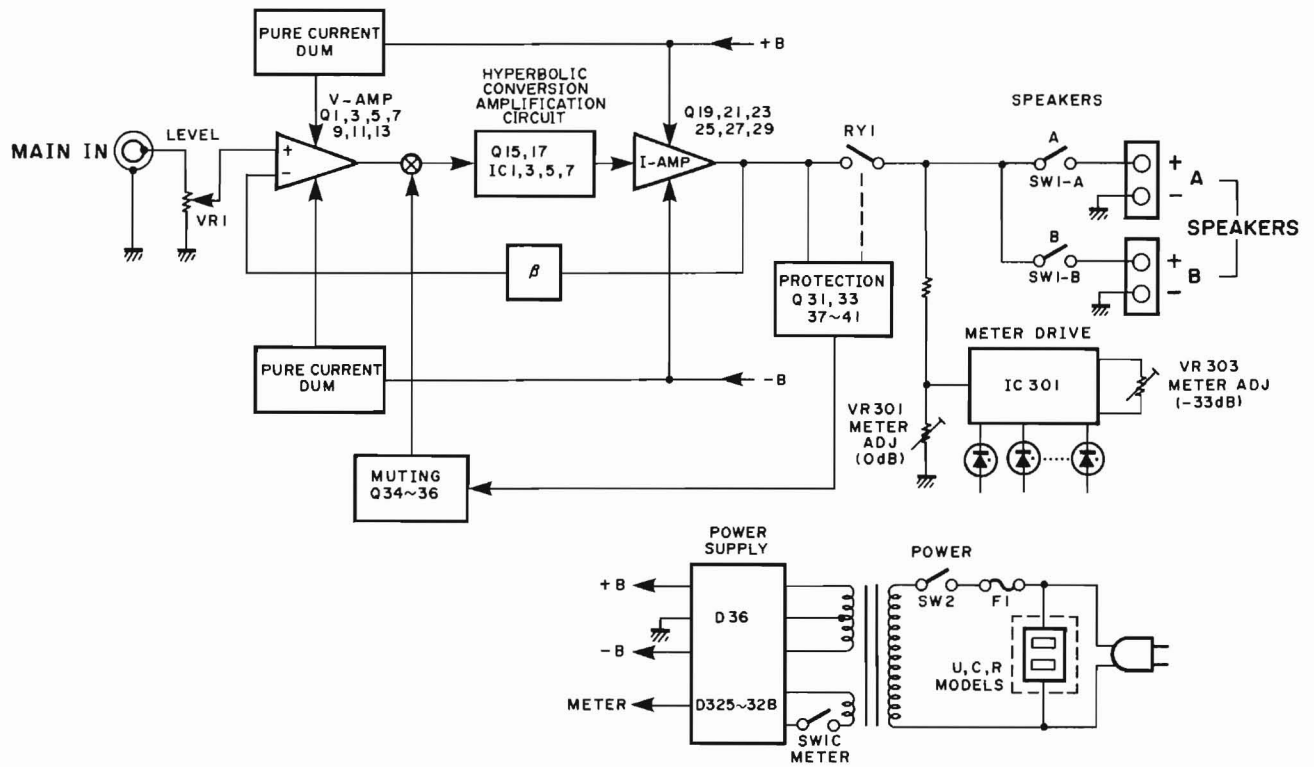 PURE CURRENT
DUM
+B
V-AMP
Q1,3,5,7
9,11,13
HYPERBOLIC
CONVERSION
AMPLIFICATION
CIRCUIT
Q19,21,23
25,27,29
SPEAKERS
MAIN IN
LEVEL
VR1
+
-
Q15,17
IC1,3,5,7
I-AMP
RY1
A
SW1-A
+
-
A
B
SW1-B
+
-
B
SPEAKERS
β
PROTECTION
Q31,33
37~41
PURE CURRENT
DUM
-B
METER DRIVE
IC301
VR303
METER ADJ
(-33dB)
VR301
METER
ADJ
(0dB)
MUTING
Q34~36
POWER
SUPPLY
+B
D36
-B
METER
D325~328
SW1C
METER
POWER
SW2
F1
U,C,R
MODELS